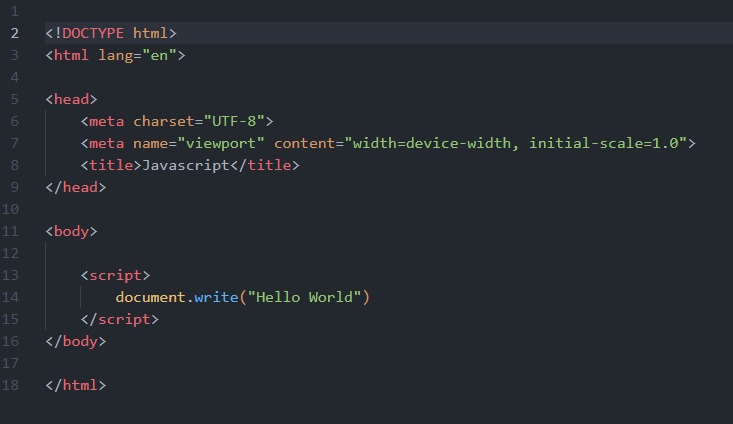 1
2 <!DOCTYPE html>
3 <html lang="en">
4
5 <head>
6     <meta charset="UTF-8">
7     <meta name="viewport" content="width=device-width, initial-scale=1.0">
8     <title>Javascript</title>
9 </head>
10
11 <body>
12
13     <script>
14         document.write("Hello World")
15     </script>
16 </body>
17
18 </html>